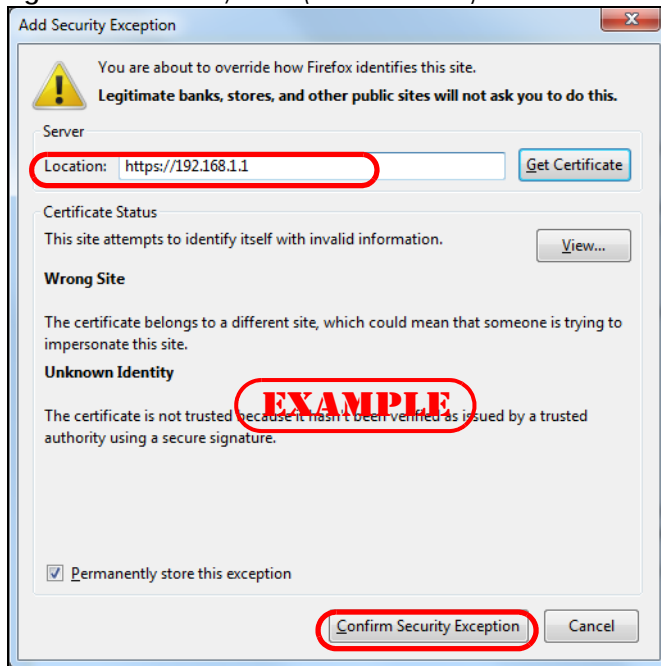 Add Security Exception
You are about to override how Firefox identifies this site.
Legitimate banks, stores, and other public sites will not ask you to do this.
Server
Location: https://192.168.1.1 Get Certificate
Certificate Status
This site attempts to identify itself with invalid information. View...
Wrong Site
The certificate belongs to a different site, which could mean that someone is trying to
impersonate this site.
Unknown Identity
EXAMPLE
The certificate is not trusted because it hasn't been verified as issued by a trusted
authority using a secure signature.
Permanently store this exception
Confirm Security Exception Cancel